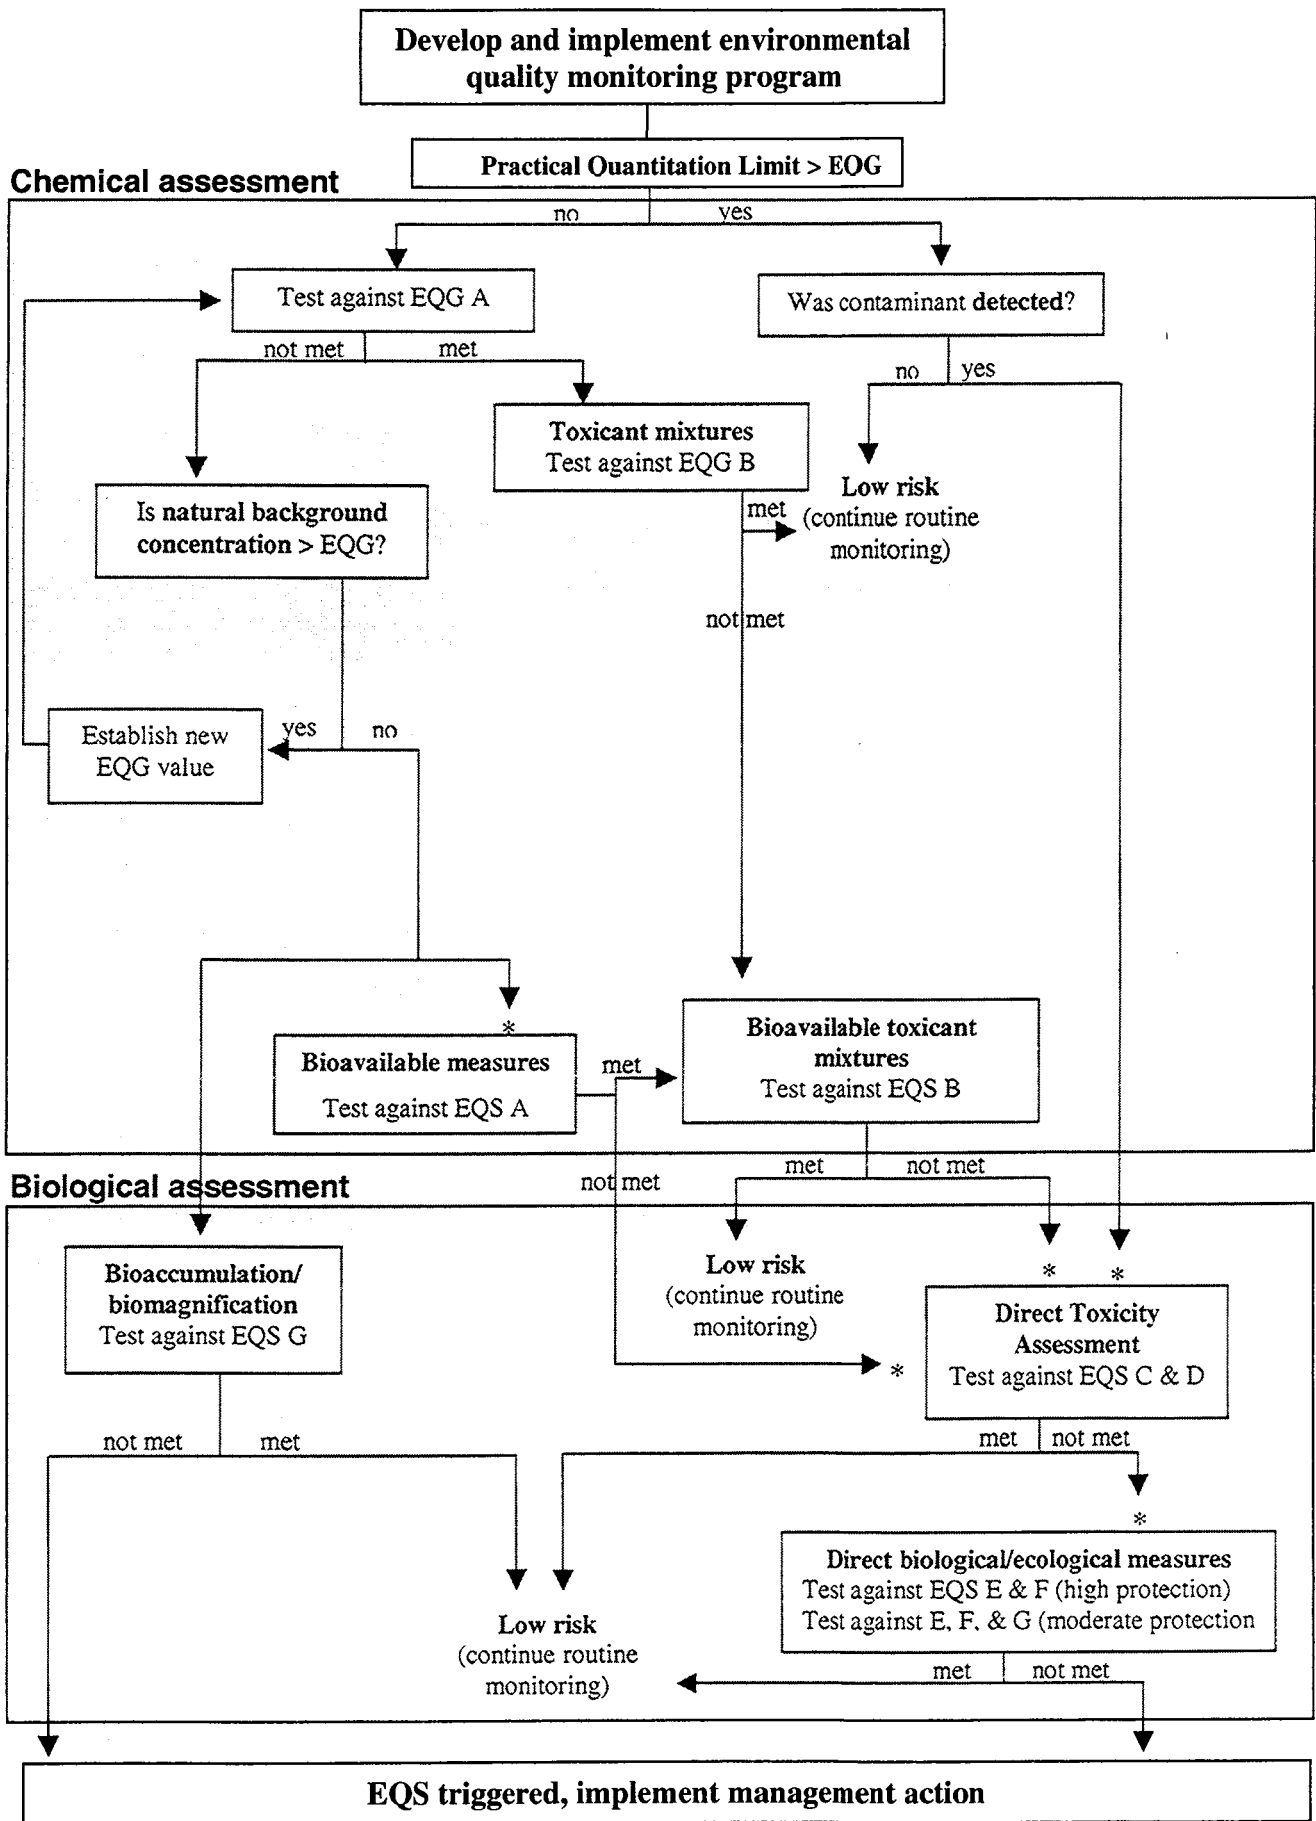 Develop and implement environmental
quality monitoring program
Practical Quantitation Limit > EQG
Chemical assessment
no
yes
Test against EQG A
Was contaminant detected?
not met
met
no
yes
Toxicant mixtures
Test against EQG B
Low risk
(continue routine
monitoring)
met
Is natural background
concentration > EQG?
not met
Establish new
EQG value
yes
no
*
Bioavailable measures
Test against EQS A
met
Bioavailable toxicant
mixtures
Test against EQS B
met
not met
not met
Biological assessment
Bioaccumulation/
biomagnification
Test against EQS G
Low risk
(continue routine
monitoring)
*
*
*
Direct Toxicity
Assessment
Test against EQS C & D
not met
met
met
not met
*
Direct biological/ecological measures
Test against EQS E & F (high protection)
Test against E, F, & G (moderate protection
Low risk
(continue routine
monitoring)
met
not met
EQS triggered, implement management action